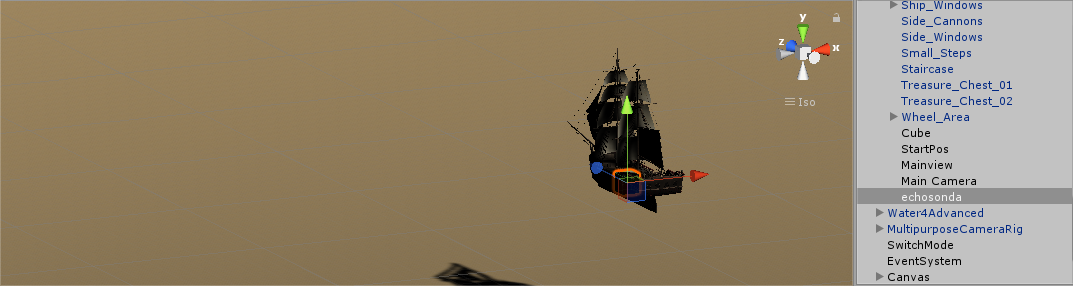 y
z
x
Iso
Ship_Windows
Side_Cannons
Side_Windows
Small_Steps
Staircase
Treasure_Chest_01
Treasure_Chest_02
Wheel_Area
Cube
StartPos
Mainview
Main Camera
echosonda
Water4Advanced
MultipurposeCameraRig
SwitchMode
EventSystem
Canvas